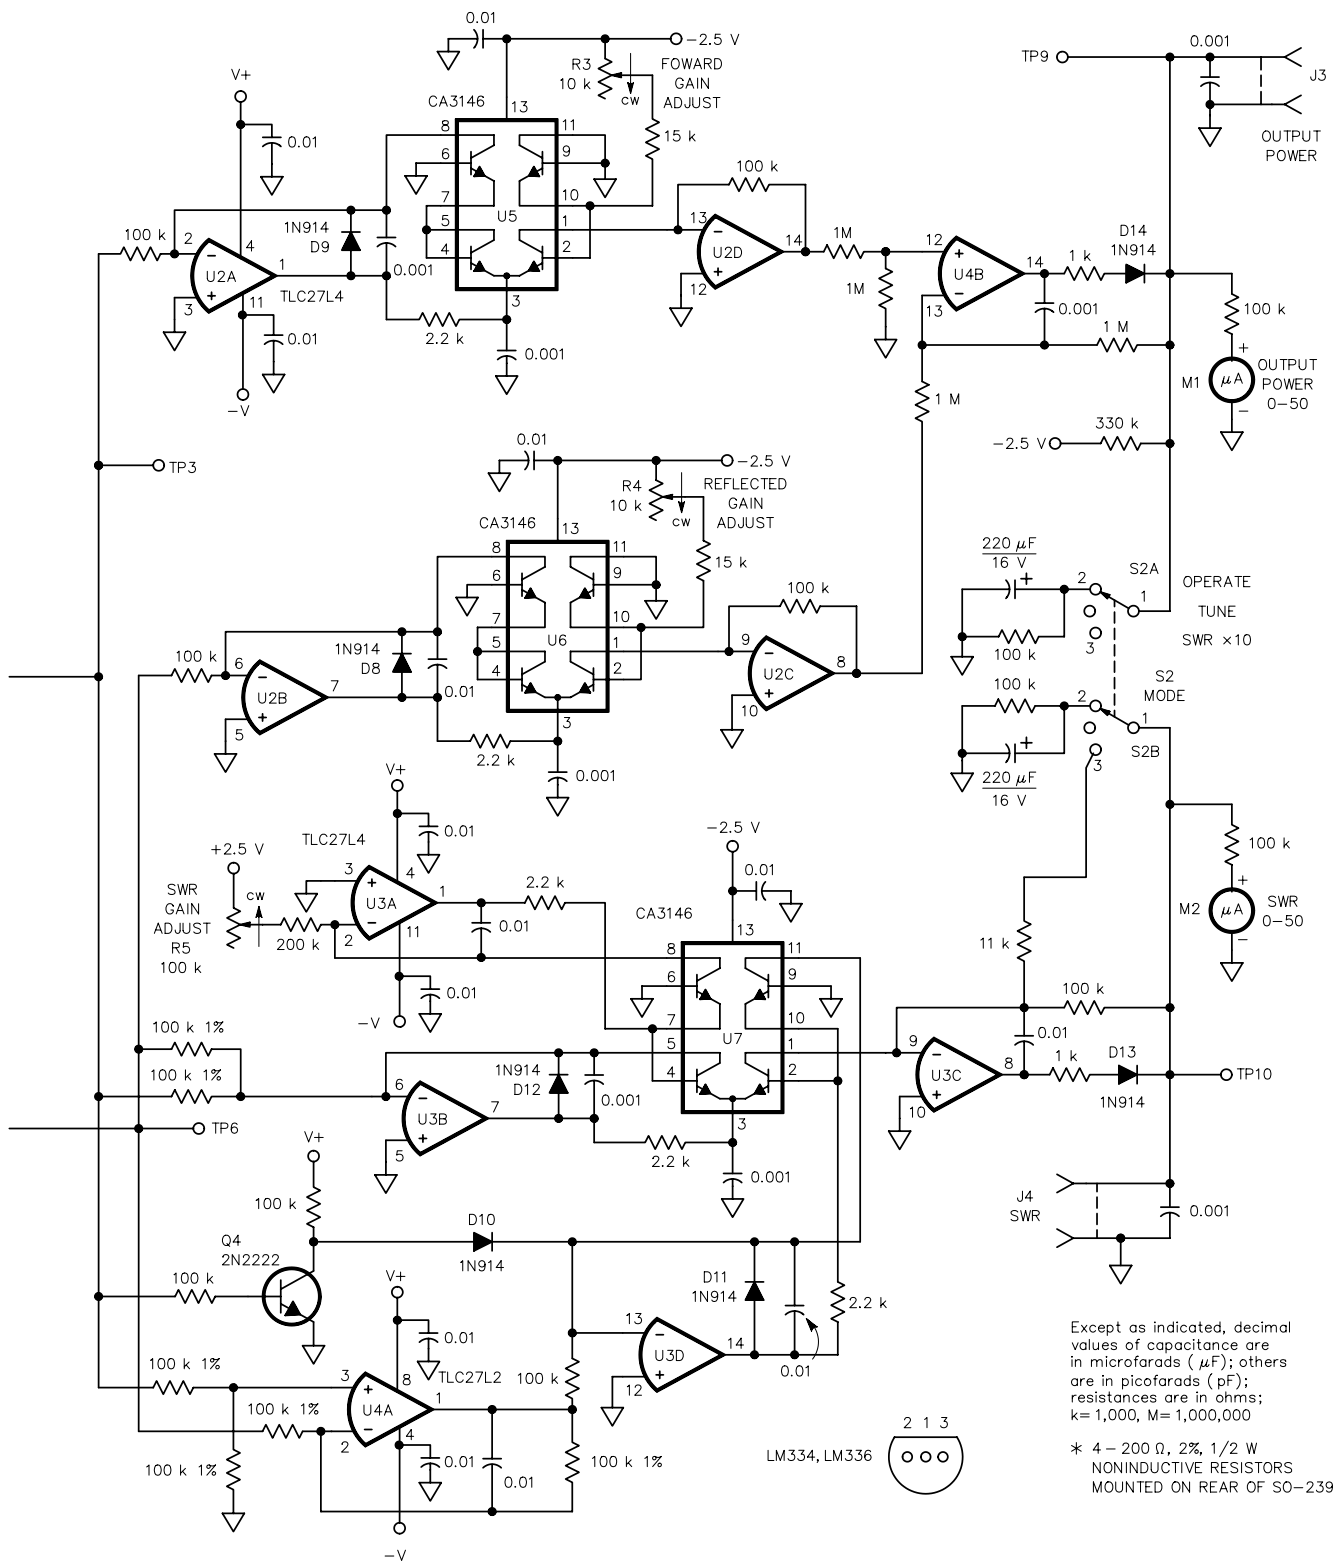 0.01
−2.5 V
R3
10 k
CW
FOWARD
GAIN
ADJUST
CA3146
13
8
6
7
5
4
11
9
10
1
2
3
U5
15 k
TP9
0.001
J3
OUTPUT
POWER
V+
0.01
100 k
2
3
4
11
1
U2A
TLC27L4
1N914
D9
0.001
0.01
−V
2.2 k
0.001
100 k
13
12
14
U2D
1M
1M
12
13
14
U4B
1 k
D14
1N914
0.001
1 M
1 M
100 k
+
M1
μA
−
OUTPUT
POWER
0−50
330 k
−2.5 V
TP3
0.01
−2.5 V
R4
10 k
CW
REFLECTED
GAIN
ADJUST
CA3146
13
8
6
7
5
4
11
9
10
1
2
3
U6
15 k
100 k
6
5
7
U2B
1N914
D8
0.01
2.2 k
0.001
100 k
9
10
8
U2C
220 μF
16 V
+
100 k
2
S2A
1
3
OPERATE
TUNE
SWR ×10
100 k
2
S2
MODE
1
S2B
3
+
220 μF
16 V
V+
0.01
TLC27L4
+2.5 V
SWR
GAIN
ADJUST
R5
100 k
CW
200 k
3
2
4
11
1
U3A
0.01
−V
2.2 k
0.01
−2.5 V
0.01
CA3146
13
8
6
7
5
4
11
9
10
1
2
3
U7
100 k
+
M2
μA
−
SWR
0−50
11 k
100 k
0.01
9
10
8
U3C
1 k
D13
1N914
TP10
100 k 1%
100 k 1%
6
5
7
U3B
1N914
D12
0.001
2.2 k
0.001
TP6
V+
100 k
Q4
2N2222
100 k
D10
1N914
J4
SWR
0.001
D11
1N914
2.2 k
0.01
13
12
14
U3D
V+
0.01
TLC27L2
100 k 1%
100 k 1%
100 k 1%
3
2
8
4
1
U4A
0.01
0.01
−V
100 k
100 k 1%
2 1 3
LM334, LM336
Except as indicated, decimal
values of capacitance are
in microfarads ( μF); others
are in picofarads ( pF);
resistances are in ohms;
k= 1,000, M= 1,000,000
* 4 − 200 Ω, 2%, 1/2 W
NONINDUCTIVE RESISTORS
MOUNTED ON REAR OF SO−239